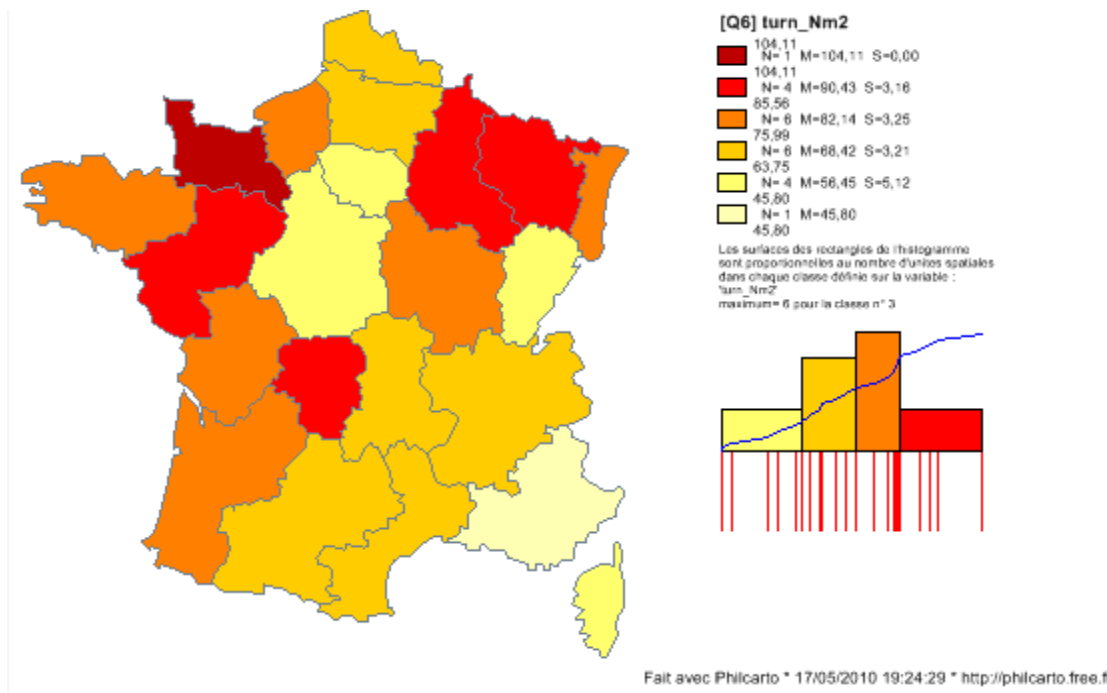 [Q6] turn_Nm2
104,11
N= 1 M=104,11 S=0,00
104,11
N= 4 M=90,43 S=3,16
85,56
N= 6 M=82,14 S=3,25
75,99
N= 6 M=68,42 S=3,21
63,75
N= 4 M=56,45 S=5,12
45,80
N= 1 M=45,80
45,80
Les surfaces des rectangles de l'histogramme
sont proportionnelles au nombre d'unites spatiales
dans chaque classe définie sur la variable :
'turn_Nm2'
maximum= 6 pour la classe n° 3
Fait avec Philcarto * 17/05/2010 19:24:29 * http://philcarto.free.f